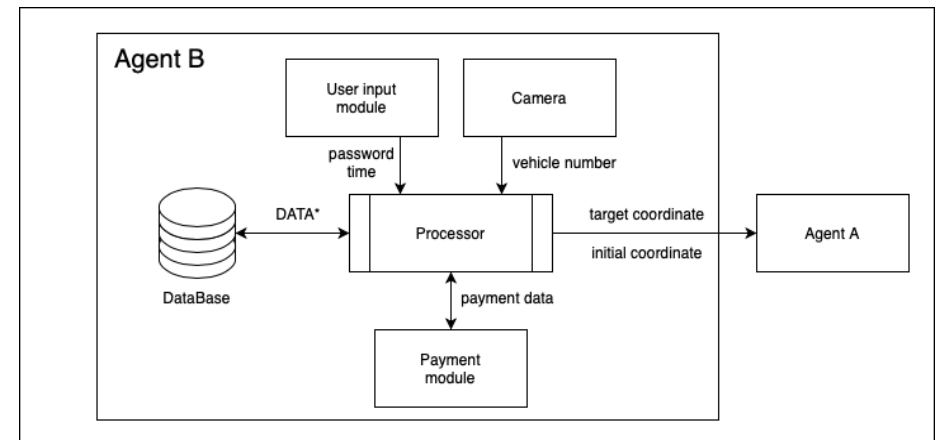 Agent B
User input
module
Camera
password
time
vehicle number
DATA*
Processor
target coordinate
initial coordinate
Agent A
DataBase
payment data
Payment
module